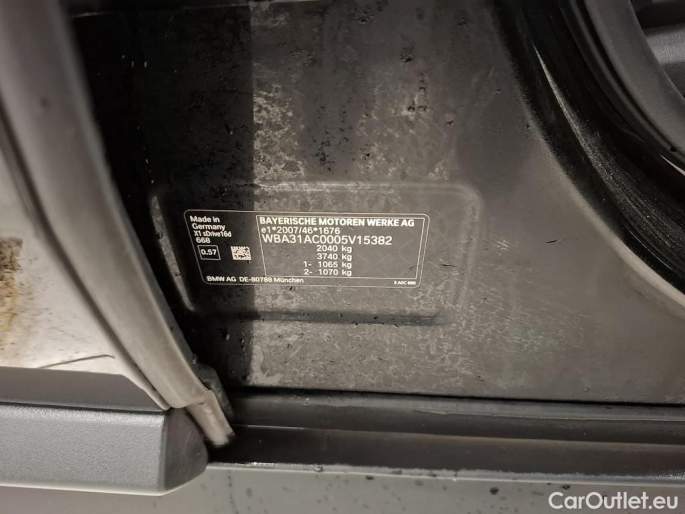 Made in
Germany
X1 sDrive16d
668
0.57
BAYERISCHE MOTOREN WERKE AG
e1*2007/46*1676
WBA31AC0005V15382
2040 kg
3740 kg
1- 1065 kg
2- 1070 kg
BMW AG DE-80788 München
CarOutlet.eu